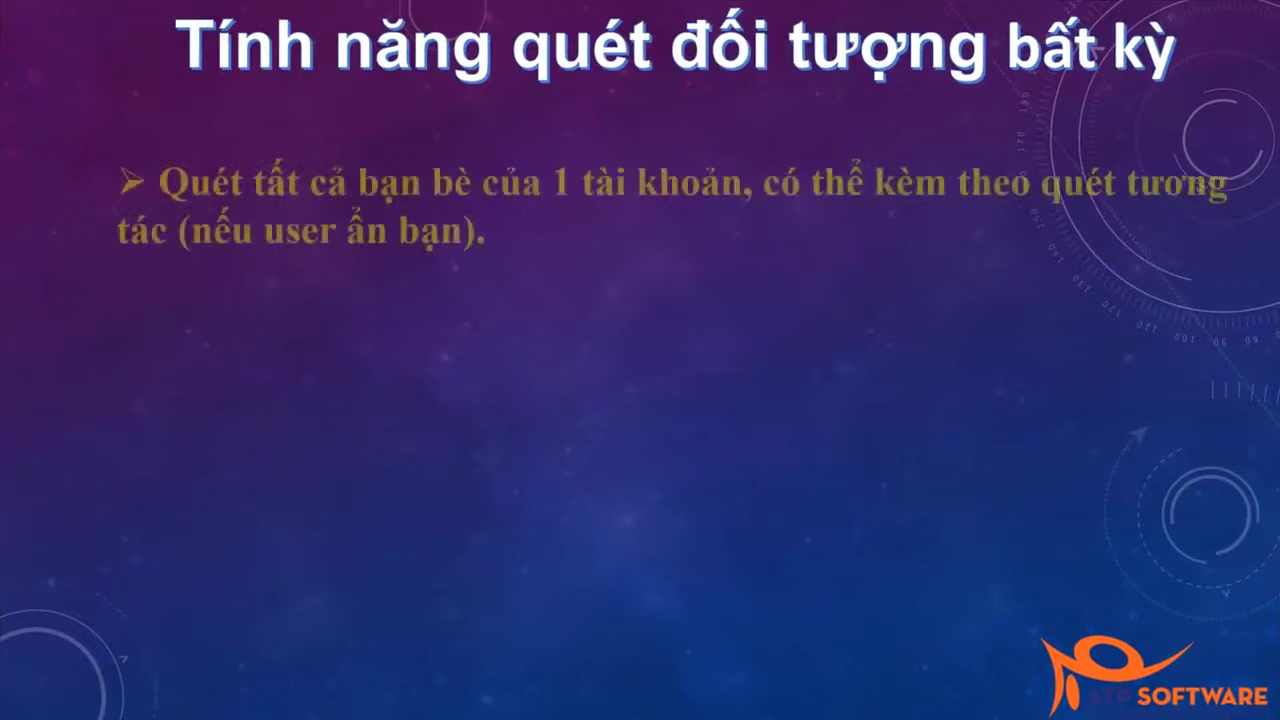 Tính năng quét đối tượng bất kỳ
➢ Quét tất cả bạn bè của 1 tài khoản, có thể kèm theo quét tương
tác (nếu user ẩn bạn).
ATP SOFTWARE